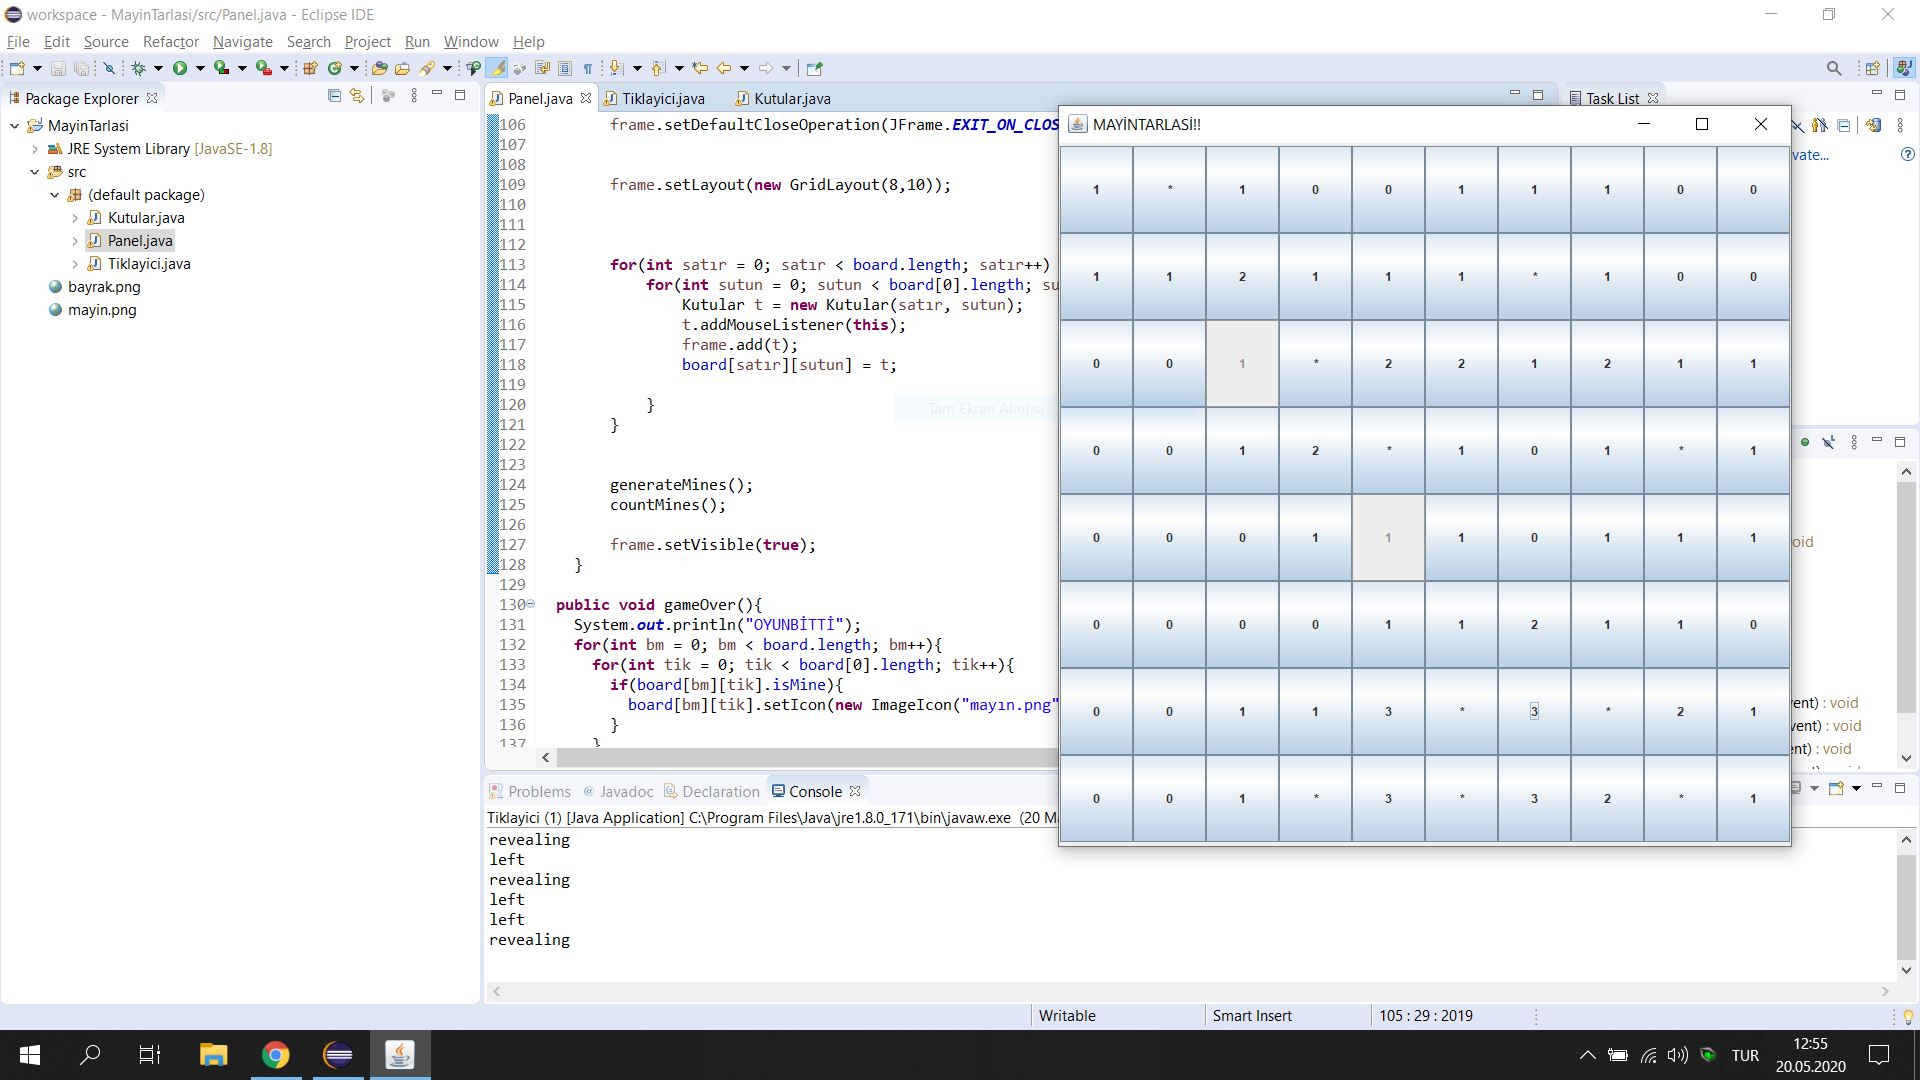 workspace - MayinTarlasi/src/Panel.java - Eclipse IDE
File Edit Source Refactor Navigate Search Project Run Window Help
Package Explorer
MayinTarlasi
JRE System Library [JavaSE-1.8]
src
(default package)
Kutular.java
Panel.java
Tiklayici.java
bayrak.png
mayin.png
Panel.java Tiklayici.java Kutular.java
106 frame.setDefaultCloseOperation(JFrame.EXIT_ON_CLOS
107
108
109 frame.setLayout(new GridLayout(8,10));
110
111
112
113 for(int satır = 0; satır < board.length; satır++)
114 for(int sutun = 0; sutun < board[0].length; su
115 Kutular t = new Kutular(satır, sutun);
116 t.addMouseListener(this);
117 frame.add(t);
118 board[satır][sutun] = t;
119
120 }
121 }
122
123
124 generateMines();
125 countMines();
126
127 frame.setVisible(true);
128 }
129
130 public void gameOver(){
131 System.out.println("OYUNBİTTİ");
132 for(int bm = 0; bm < board.length; bm++){
133 for(int tik = 0; tik < board[0].length; tik++){
134 if(board[bm][tik].isMine){
135 board[bm][tik].setIcon(new ImageIcon("mayın.png"
136 }
137 }
Tam Ekran Alıntısı
Task List
vate...
MAYİNTARLASİ!!
1 * 1 0 0 1 1 1 0 0
1 1 2 1 1 1 * 1 0 0
0 0 1 * 2 2 1 2 1 1
0 0 1 2 * 1 0 1 * 1
0 0 0 1 1 1 0 1 1 1
0 0 0 0 1 1 2 1 1 0
0 0 1 1 3 * 3 * 2 1
0 0 1 * 3 * 3 2 * 1
oid
vent) : void
vent) : void
ent) : void
Problems Javadoc Declaration Console
Tiklayici (1) [Java Application] C:\Program Files\Java\jre1.8.0_171\bin\javaw.exe (20 Ma
revealing
left
revealing
left
left
revealing
Writable Smart Insert 105 : 29 : 2019
TUR
12:55
20.05.2020